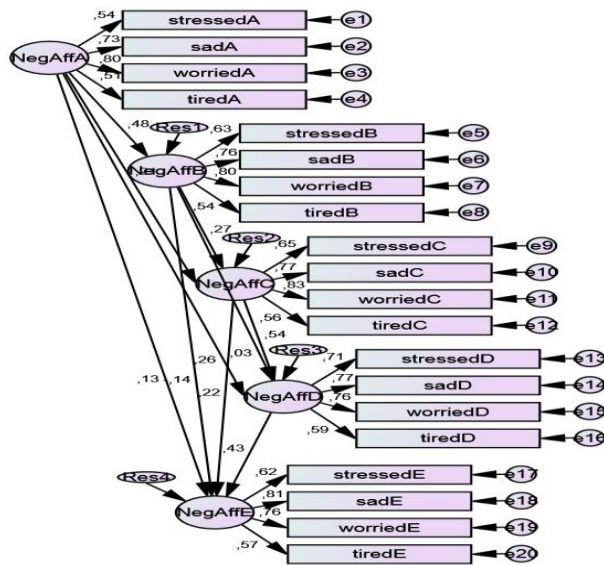 ,54 stressedA e1
,73 sadA e2
NegAffA
,80 worriedA e3
,51 tiredA e4
,48 Res1 ,63 stressedB e5
,76 sadB e6
NegAffB
,80 worriedB e7
,54 tiredB e8
,27 Res2 ,65 stressedC e9
,77 sadC e10
NegAffC
,83 worriedC e11
,56 tiredC e12
,54 Res3 ,71 stressedD e13
,26 ,03
,77 sadD e14
,13 ,14 ,22 NegAffD
,76 worriedD e15
,59 tiredD e16
,43
Res4 ,62 stressedE e17
,81 sadE e18
NegAffE ,76 worriedE e19
,57 tiredE e20